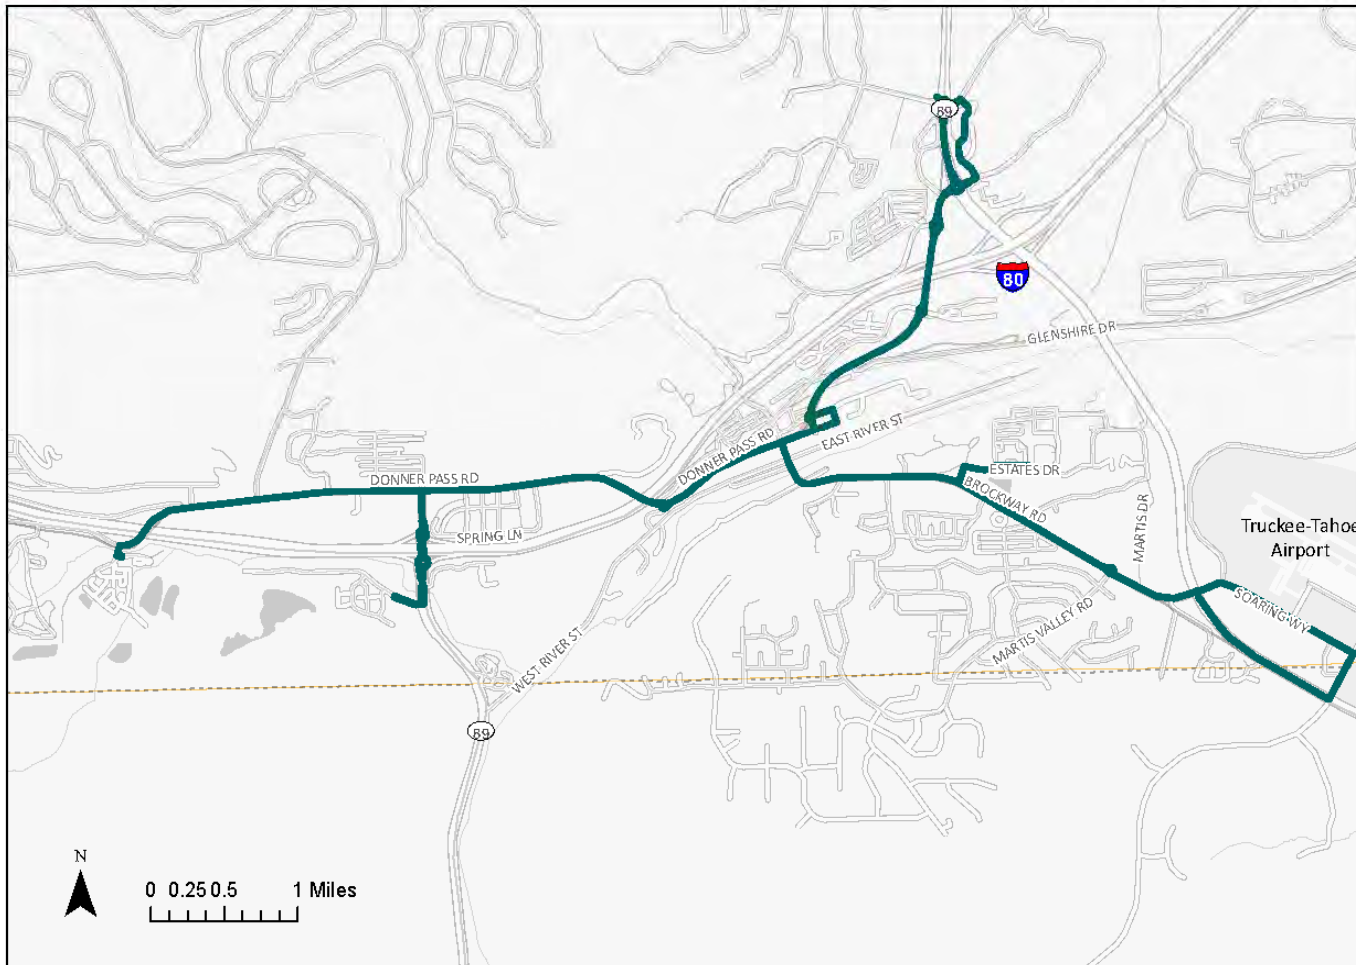 89
80
GLENSHIRE DR
DONNER PASS RD
EAST RIVER ST
DONNER PASS RD
ESTATES DR
BROCKWAY RD
SPRING LN
MARTIS DR
Truckee-Tahoe
Airport
SOARING WY
MARTIS VALLEY RD
WEST RIVER ST
89
N
0 0.25 0.5 1 Miles